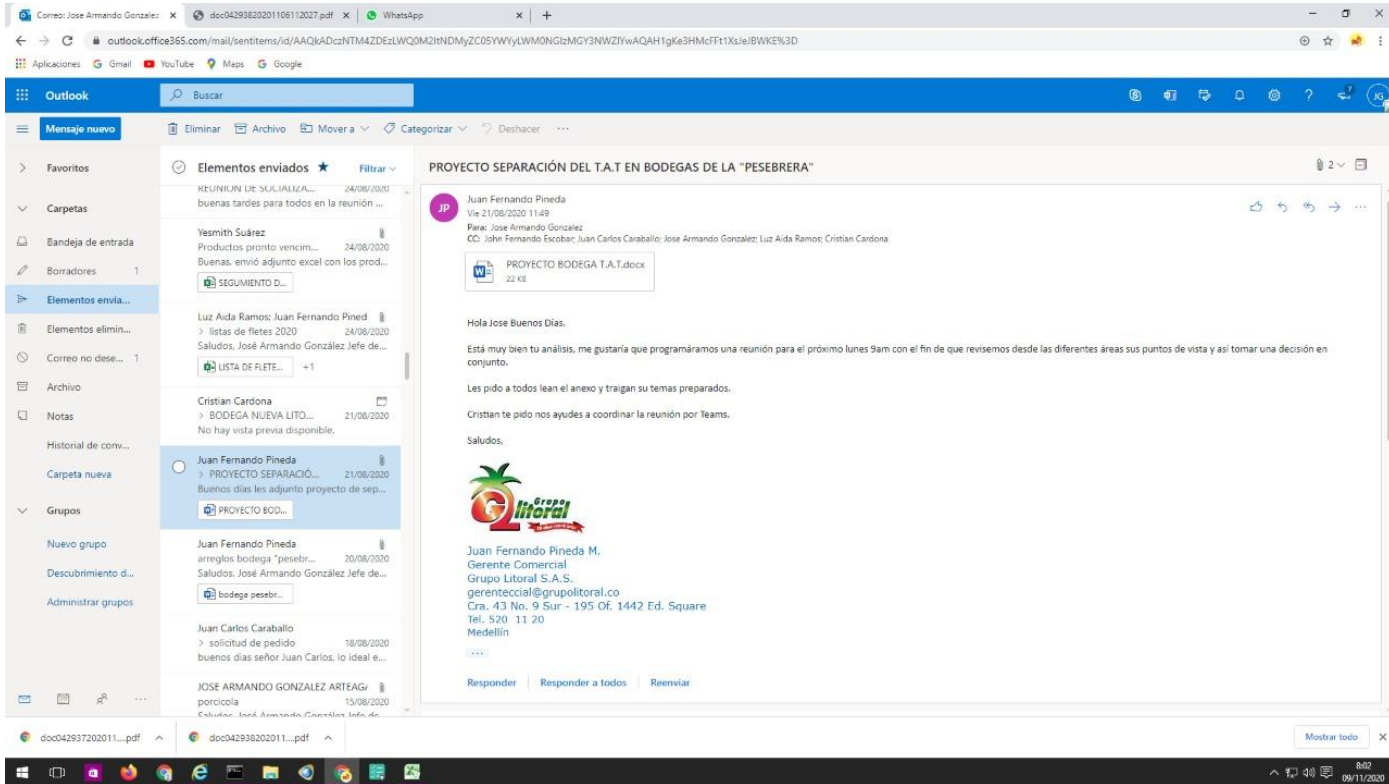 Correo: Jose Armando Gonzalez
doc04293820201106112027.pdf
WhatsApp
outlook.office365.com/mail/sentitems/id/
Aplicaciones
Gmail
YouTube
Maps
Google
Outlook
Buscar
JG
Mensaje nuevo
Eliminar
Archivo
Mover a
Categorizar
Deshacer
Favoritos
Carpetas
Bandeja de entrada
Borradores 1
Elementos envia...
Elementos elimin...
Correo no dese... 1
Archivo
Notas
Historial de conv...
Carpeta nueva
Grupos
Nuevo grupo
Descubrimiento d...
Administrar grupos
Elementos enviados
Filtrar
REUNION DE SOCIALIZA... 24/08/2020
buenas tardes para todos en la reunión ...
Yesmith Suárez
Productos pronto vencim... 24/08/2020
Buenas, envió adjunto excel con los prod...
SEGUIMIENTO D...
Luz Aida Ramos; Juan Fernando Pined
> listas de fletes 2020 24/08/2020
Saludos, José Armando González Jefe de...
LISTA DE FLETE... +1
Cristian Cardona
> BODEGA NUEVA LITO... 21/08/2020
No hay vista previa disponible.
Juan Fernando Pineda
> PROYECTO SEPARACIÓ... 21/08/2020
Buenos días les adjunto proyecto de sep...
PROYECTO BOD...
Juan Fernando Pineda
arreglos bodega "pesebr... 20/08/2020
Saludos, José Armando González Jefe de...
bodega pesebr...
Juan Carlos Caraballo
> solicitud de pedido 18/08/2020
buenos dias señor Juan Carlos, lo ideal e...
JOSE ARMANDO GONZALEZ ARTEAGA
porcicola 15/08/2020
Saludos, José Armando González Jefe de
PROYECTO SEPARACIÓN DEL T.A.T EN BODEGAS DE LA "PESEBRERA"
2
JP
Juan Fernando Pineda
Vie 21/08/2020 11:49
Para: Jose Armando Gonzalez
CC: John Fernando Escobar; Juan Carlos Caraballo; Jose Armando Gonzalez; Luz Aida Ramos; Cristian Cardona
PROYECTO BODEGA T.A.T.docx
22 KB
Hola Jose Buenos Días.
Está muy bien tu análisis, me gustaría que programáramos una reunión para el próximo lunes 9am con el fin de que revisemos desde las diferentes áreas sus puntos de vista y así tomar una decisión en
conjunto.
Les pido a todos lean el anexo y traigan su temas preparados.
Cristian te pido nos ayudes a coordinar la reunión por Teams.
Saludos,
Grupo
litoral
Juan Fernando Pineda M.
Gerente Comercial
Grupo Litoral S.A.S.
gerenteccial@grupolitoral.co
Cra. 43 No. 9 Sur - 195 Of. 1442 Ed. Square
Tel. 520 11 20
Medellín
...
Responder
Responder a todos
Reenviar
doc042937202011....pdf
doc042938202011....pdf
Mostrar todo
8:02
09/11/2020